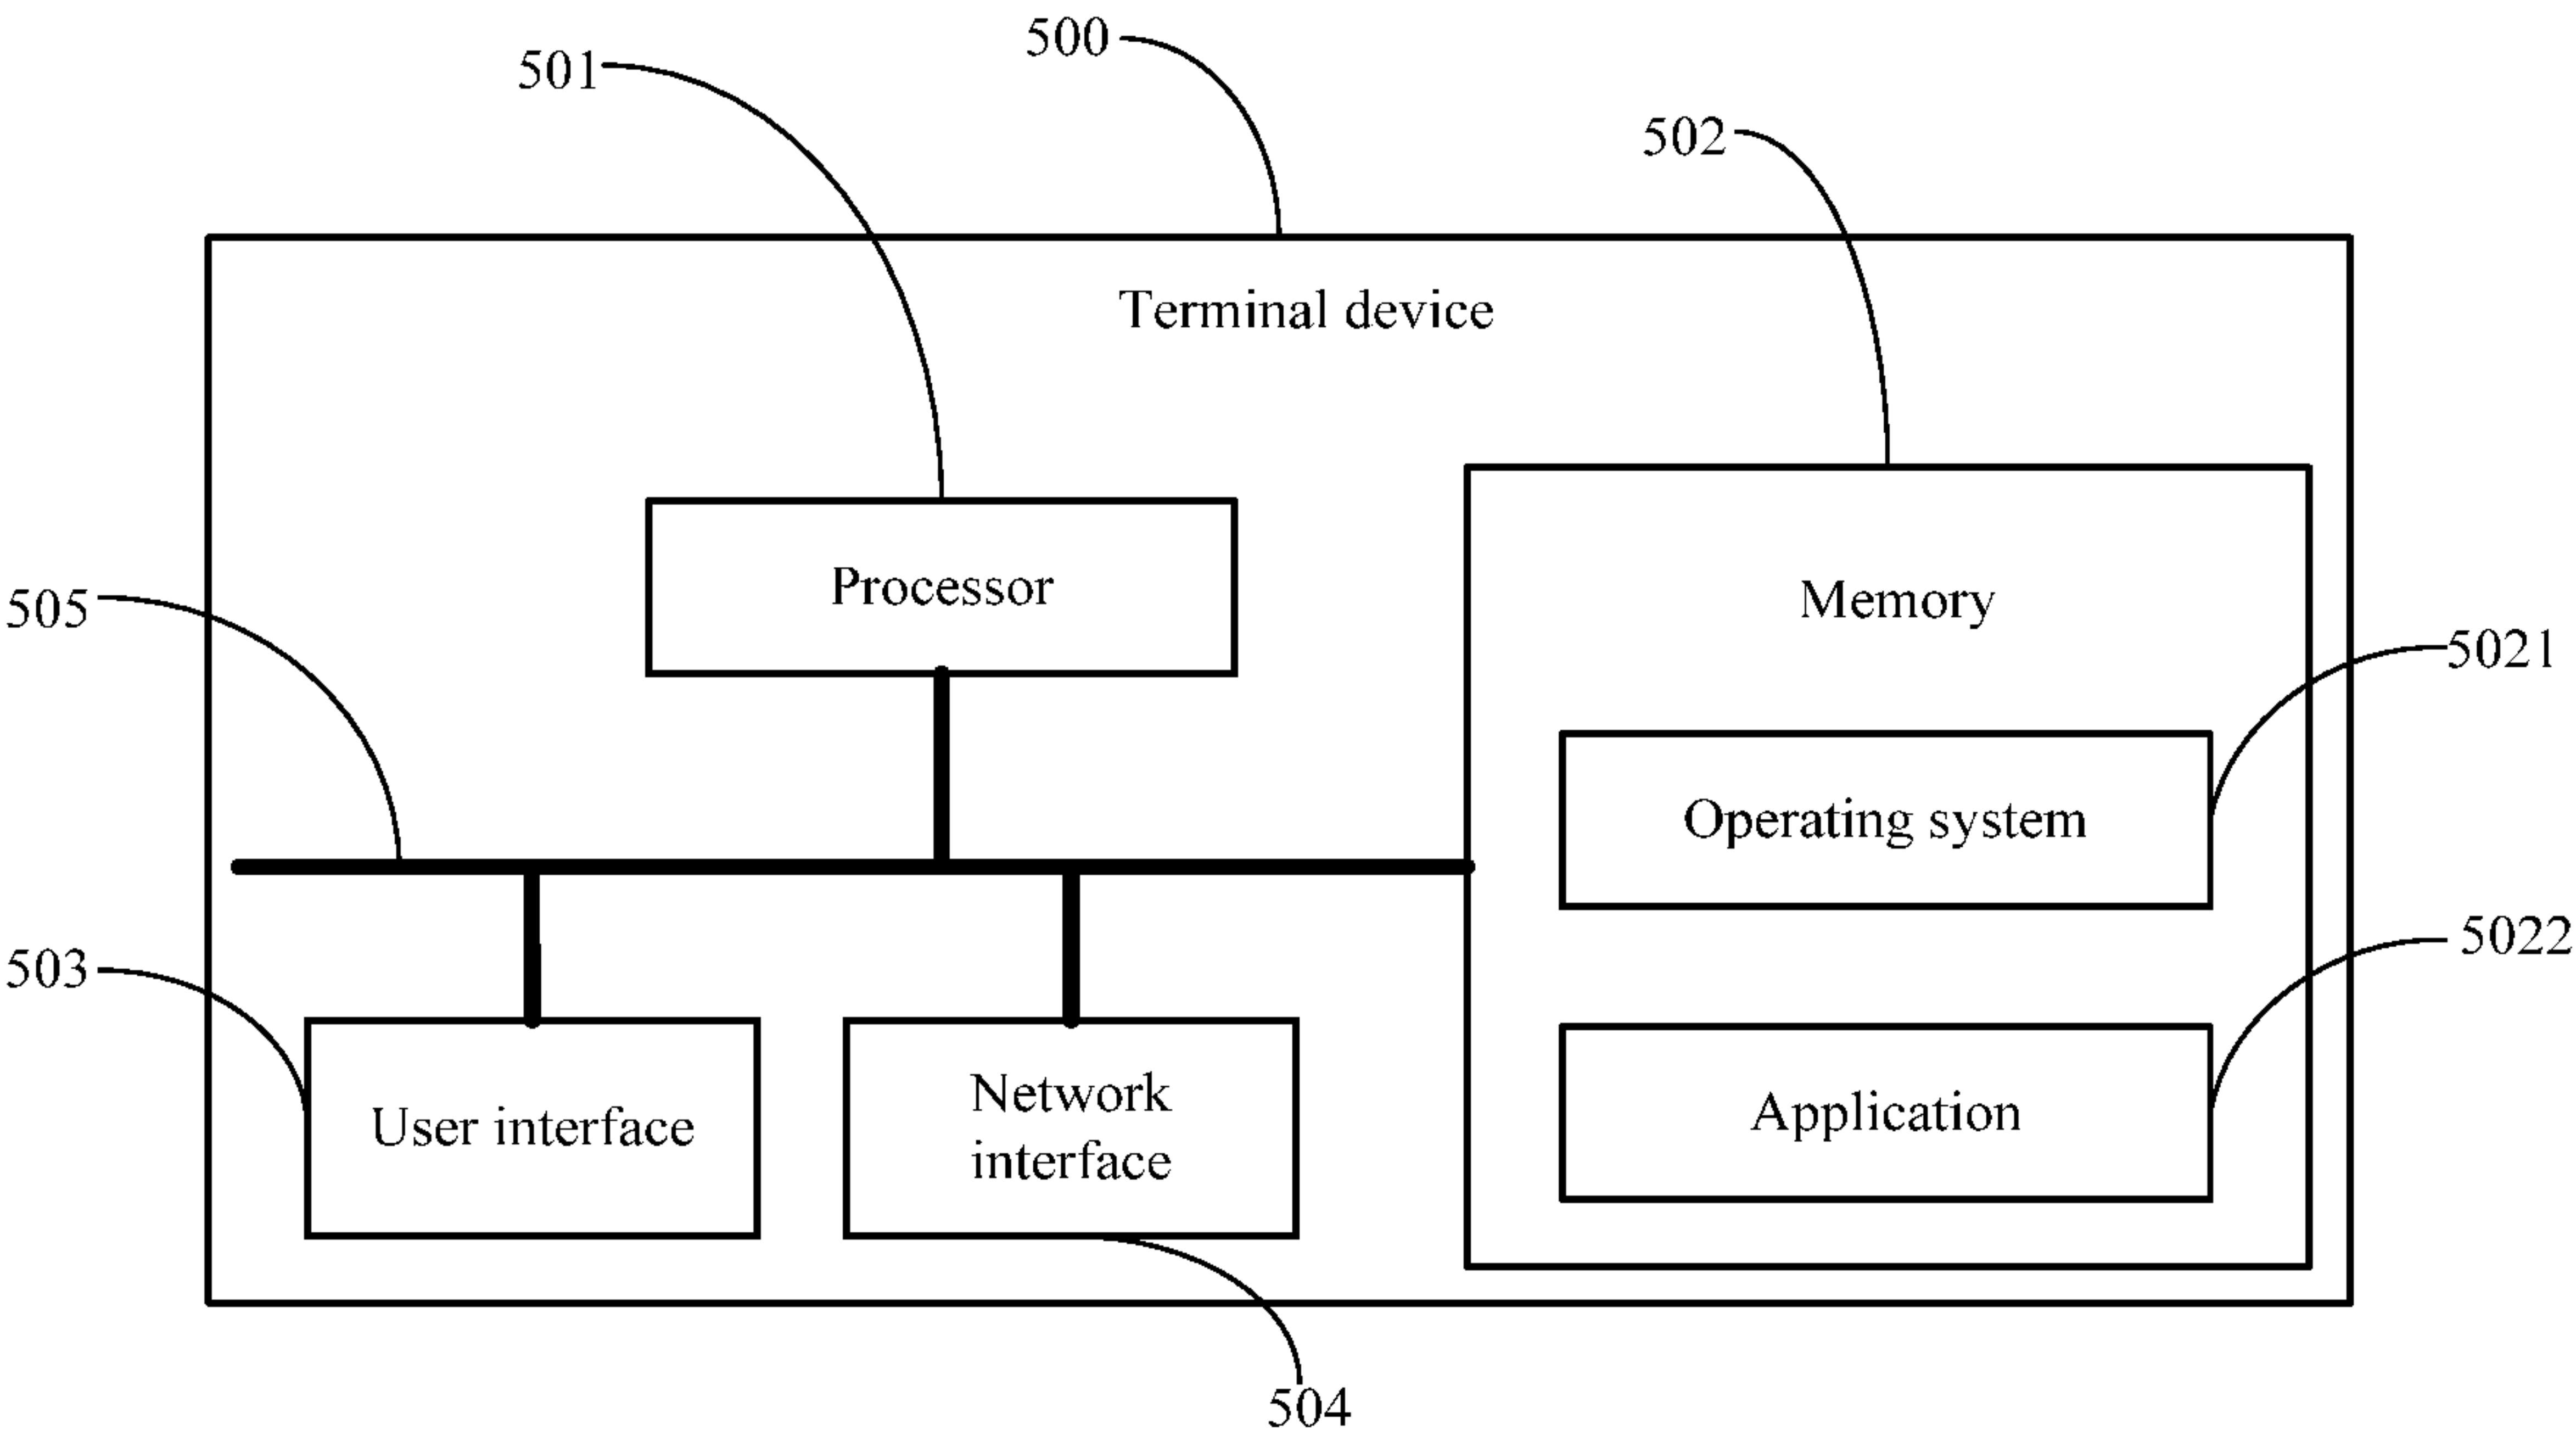 500
501
502
Terminal device
Processor
Memory
505
5021
Operating system
5022
503
Network
interface
User interface
Application
504